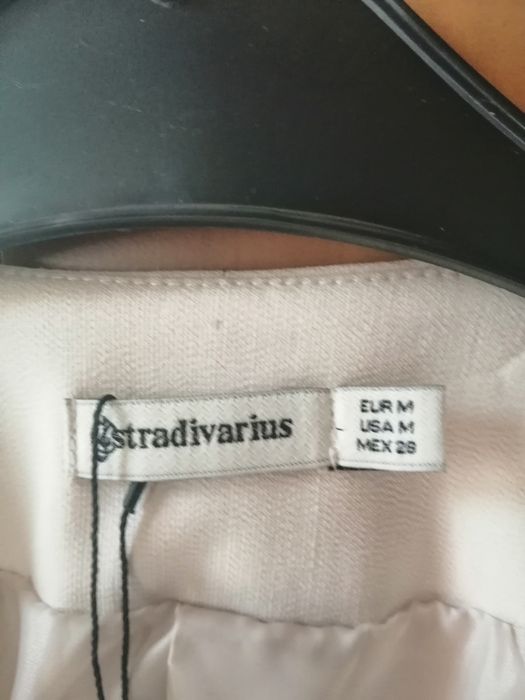 stradivarius
EUR M
USA M
MEX 28